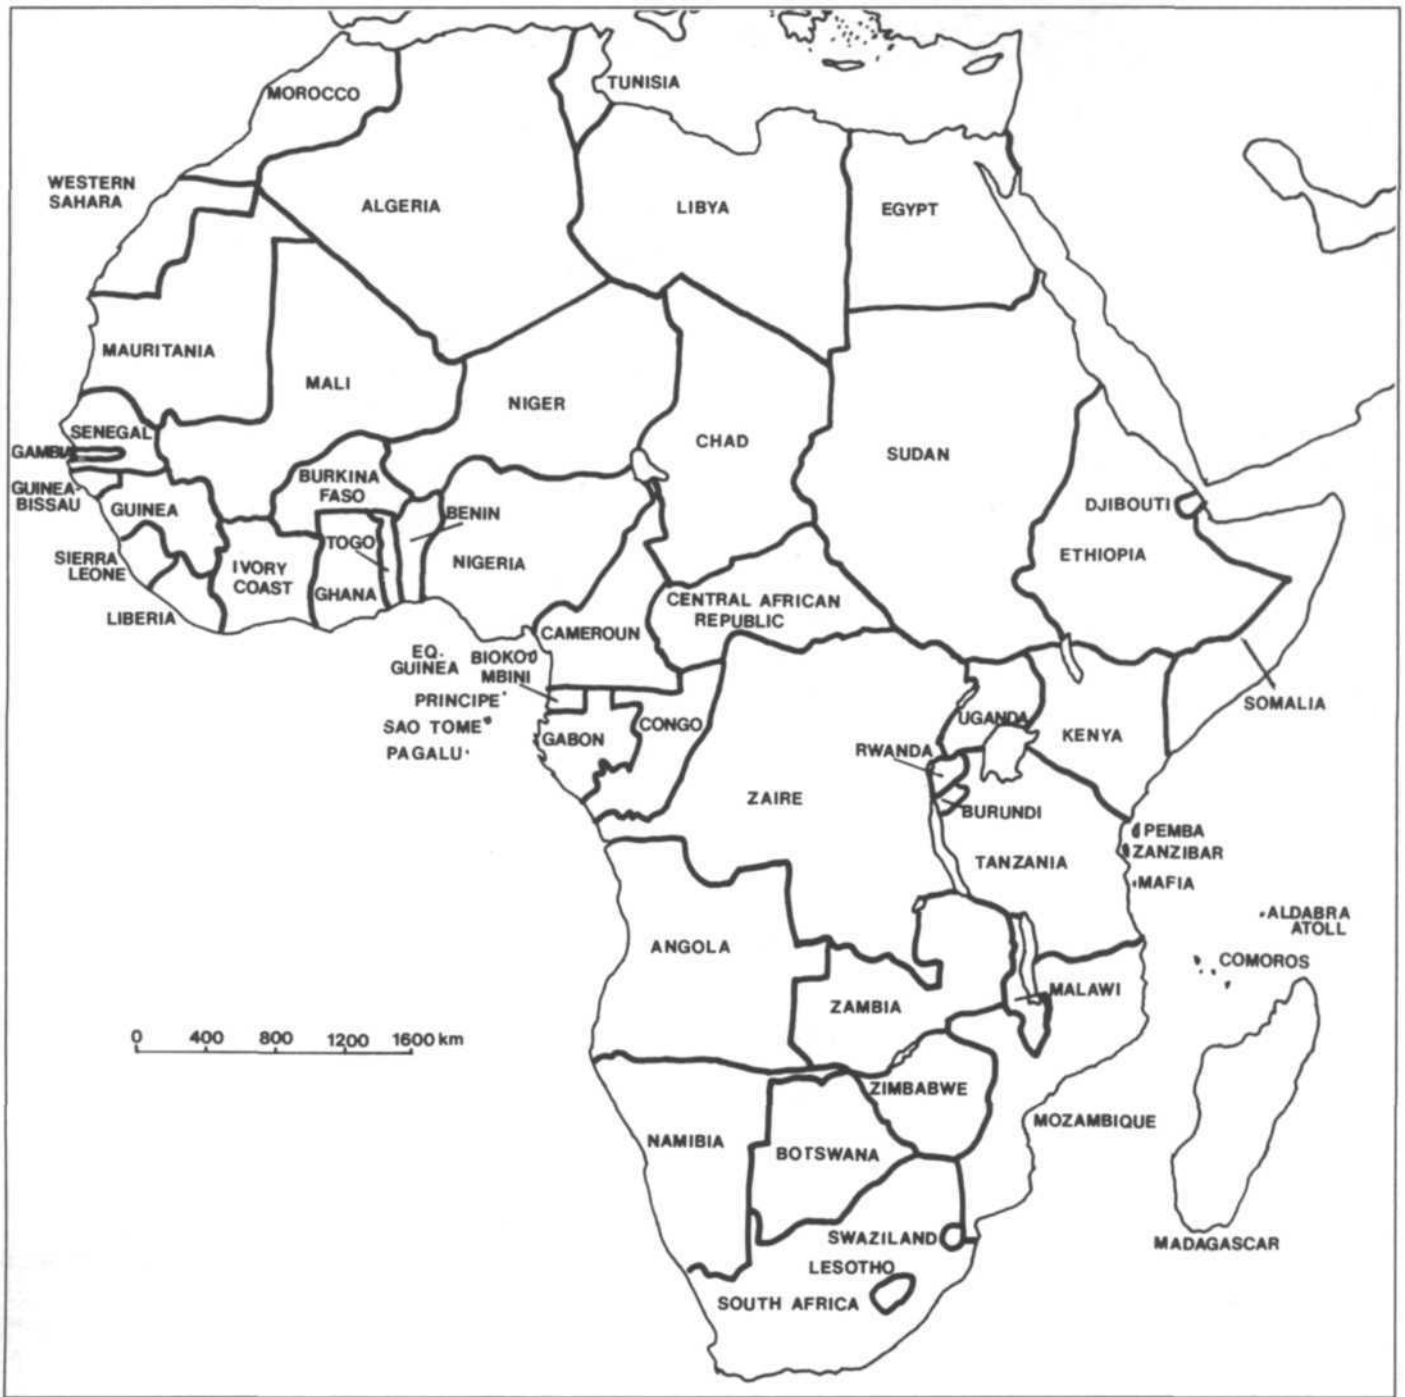 TUNISIA
MOROCCO
WESTERN
SAHARA
ALGERIA
LIBYA
EGYPT
MAURITANIA
MALI
NIGER
CHAD
SUDAN
SENEGAL
GAMBIA
GUINEA-
BISSAU
GUINEA
BURKINA
FASO
BENIN
DJIBOUTI
SIERRA
LEONE
IVORY
COAST
TOGO
GHANA
NIGERIA
ETHIOPIA
LIBERIA
CENTRAL AFRICAN
REPUBLIC
CAMEROUN
EQ.
GUINEA
BIOKO
MBINI
PRINCIPE
SAO TOME
PAGALU
GABON
CONGO
UGANDA
KENYA
SOMALIA
RWANDA
ZAIRE
BURUNDI
PEMBA
ZANZIBAR
TANZANIA
MAFIA
ALDABRA
ATOLL
ANGOLA
COMOROS
MALAWI
ZAMBIA
0 400 800 1200 1600 km
ZIMBABWE
MOZAMBIQUE
NAMIBIA
BOTSWANA
SWAZILAND
MADAGASCAR
LESOTHO
SOUTH AFRICA